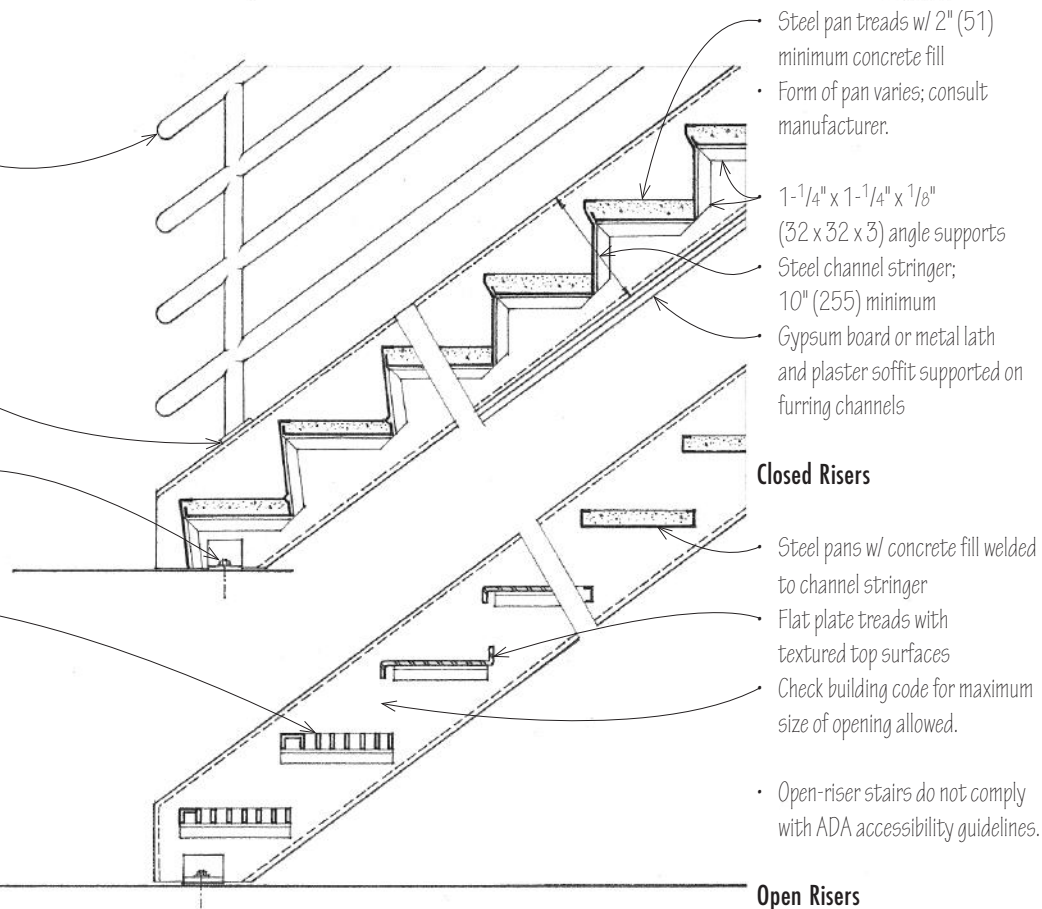 • Steel pan treads w/ 2" (51)
minimum concrete fill
• Form of pan varies; consult
manufacturer.
• 1-1/4" x 1-1/4" x 1/8"
(32 x 32 x 3) angle supports
• Steel channel stringer;
10" (255) minimum
• Gypsum board or metal lath
and plaster soffit supported on
furring channels
Closed Risers
• Steel pans w/ concrete fill welded
to channel stringer
• Flat plate treads with
textured top surfaces
• Check building code for maximum
size of opening allowed.
• Open-riser stairs do not comply
with ADA accessibility guidelines.
Open Risers